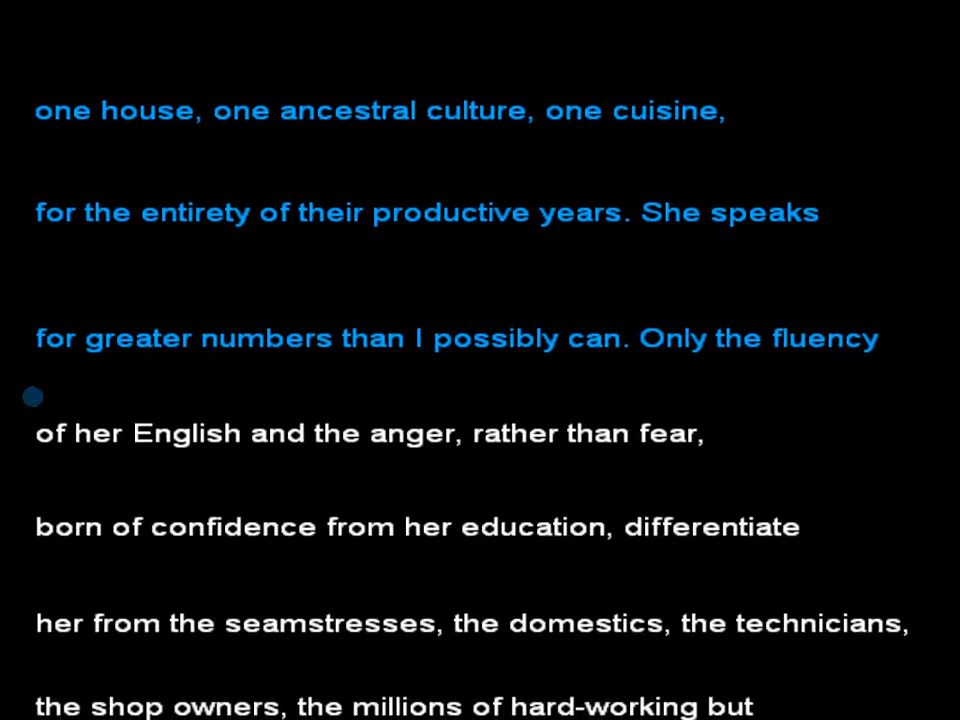 one house, one ancestral culture, one cuisine,
for the entirety of their productive years. She speaks
for greater numbers than I possibly can. Only the fluency
of her English and the anger, rather than fear,
born of confidence from her education, differentiate
her from the seamstresses, the domestics, the technicians,
the shop owners, the millions of hard-working but